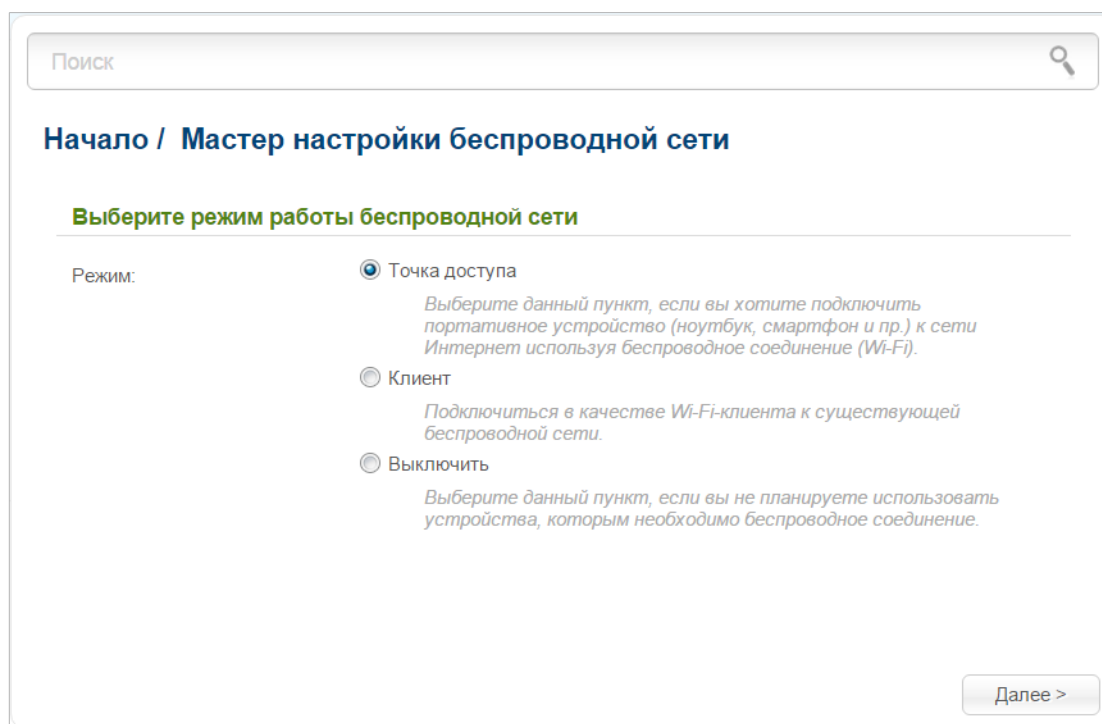 Поиск
Начало / Мастер настройки беспроводной сети
Выберите режим работы беспроводной сети
Режим:
Точка доступа
Выберите данный пункт, если вы хотите подключить
портативное устройство (ноутбук, смартфон и пр.) к сети
Интернет используя беспроводное соединение (Wi-Fi).
Клиент
Подключиться в качестве Wi-Fi-клиента к существующей
беспроводной сети.
Выключить
Выберите данный пункт, если вы не планируете использовать
устройства, которым необходимо беспроводное соединение.
Далее >